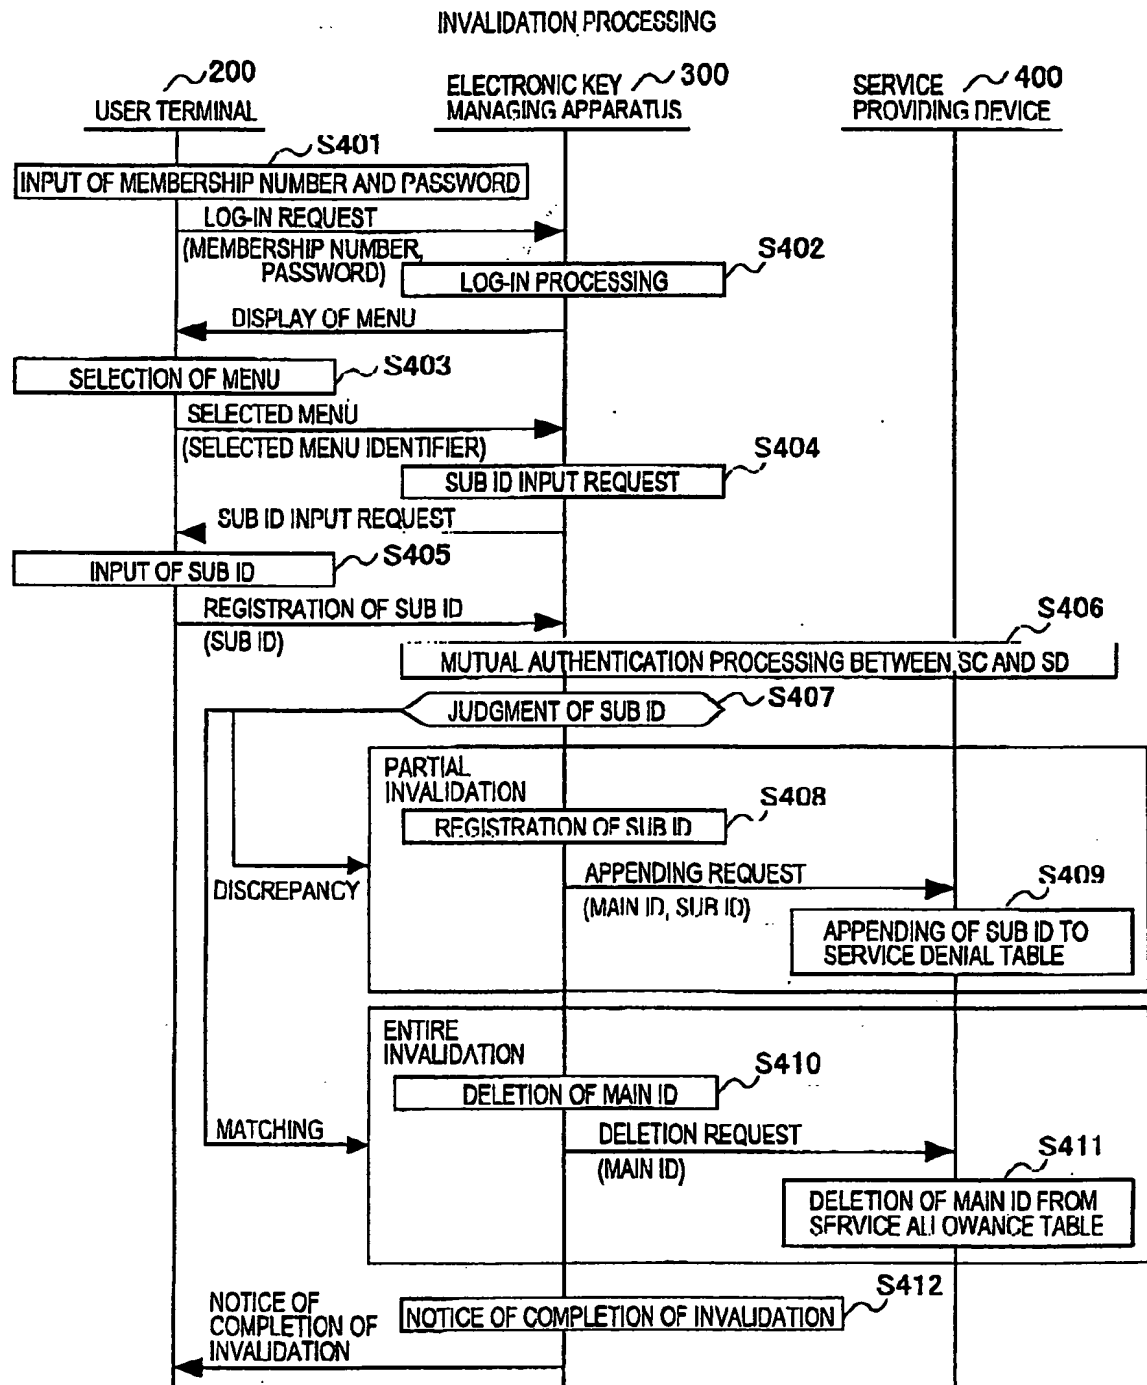 INVALIDATION PROCESSING
200
USER TERMINAL
ELECTRONIC KEY
MANAGING APPARATUS
300
SERVICE
PROVIDING DEVICE
400
S401
INPUT OF MEMBERSHIP NUMBER AND PASSWORD
LOG-IN REQUEST
(MEMBERSHIP NUMBER,
PASSWORD)
S402
LOG-IN PROCESSING
DISPLAY OF MENU
S403
SELECTION OF MENU
SELECTED MENU
(SELECTED MENU IDENTIFIER)
S404
SUB ID INPUT REQUEST
SUB ID INPUT REQUEST
S405
INPUT OF SUB ID
REGISTRATION OF SUB ID
(SUB ID)
S406
MUTUAL AUTHENTICATION PROCESSING BETWEEN SC AND SD
S407
JUDGMENT OF SUB ID
PARTIAL
INVALIDATION
S408
REGISTRATION OF SUB ID
DISCREPANCY
APPENDING REQUEST
(MAIN ID, SUB ID)
S409
APPENDING OF SUB ID TO
SERVICE DENIAL TABLE
ENTIRE
INVALIDATION
S410
DELETION OF MAIN ID
MATCHING
DELETION REQUEST
(MAIN ID)
S411
DELETION OF MAIN ID FROM
SERVICE ALLOWANCE TABLE
S412
NOTICE OF COMPLETION OF INVALIDATION
NOTICE OF
COMPLETION OF
INVALIDATION